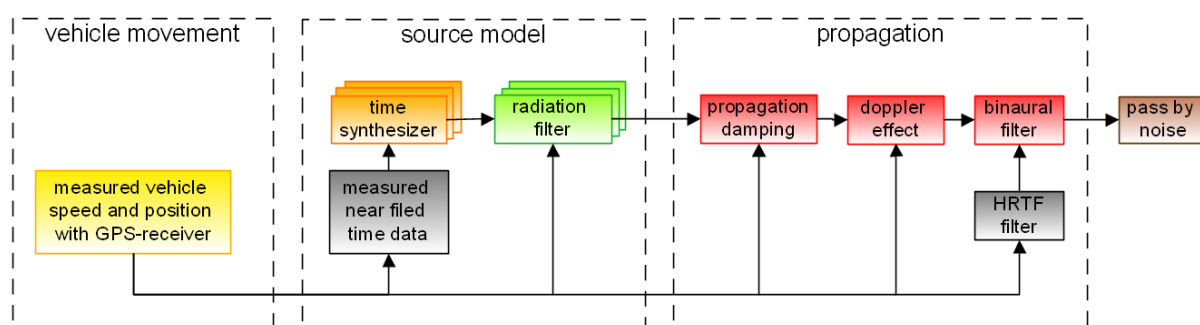 vehicle movement
source model
propagation
time
synthesizer
radiation
filter
propagation
damping
doppler
effect
binaural
filter
pass by
noise
measured vehicle
speed and position
with GPS-receiver
measured
near filed
time data
HRTF
filter